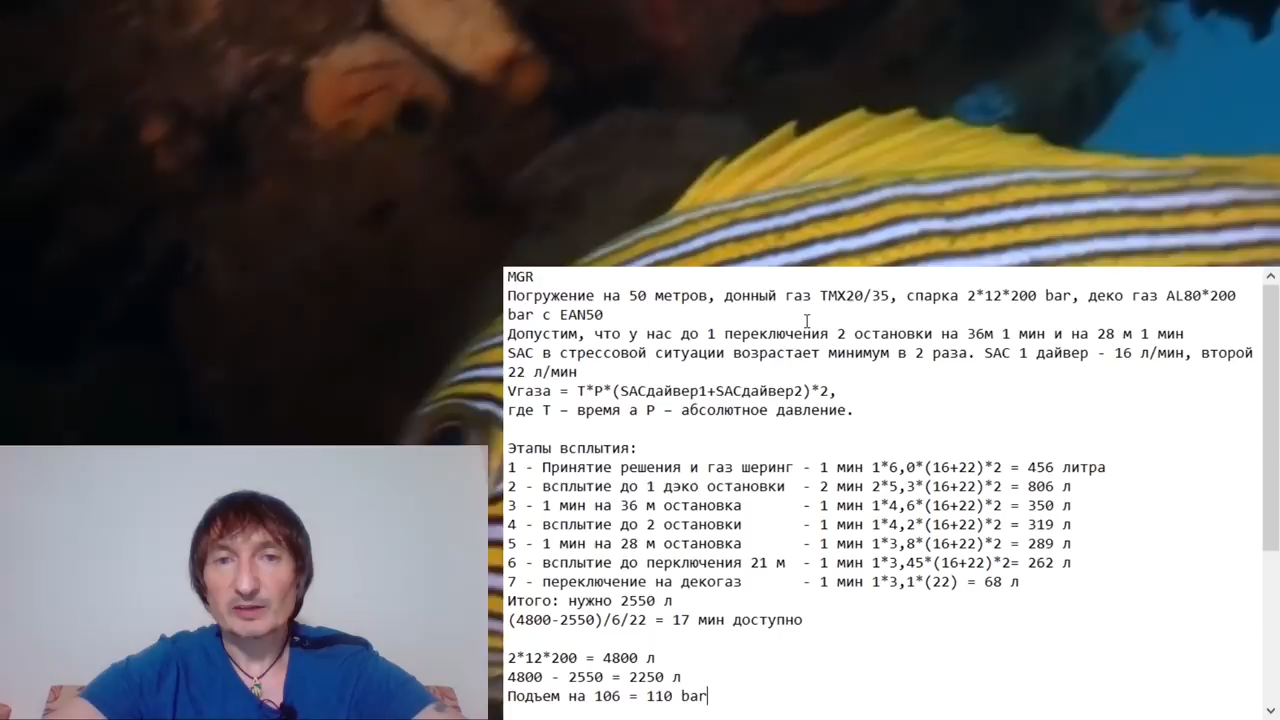 MGR
Погружение на 50 метров, донный газ TMX20/35, спарка 2*12*200 bar, деко газ AL80*200
bar с EAN50
Допустим, что у нас до 1 переключения 2 остановки на 36м 1 мин и на 28 м 1 мин
SAC в стрессовой ситуации возрастает минимум в 2 раза. SAC 1 дайвер - 16 л/мин, второй
22 л/мин
Vгаза = T*P*(SACдайвер1+SACдайвер2)*2,
где T – время а P – абсолютное давление.
Этапы всплытия:
1 - Принятие решения и газ шеринг - 1 мин 1*6,0*(16+22)*2 = 456 литра
2 - всплытие до 1 дэко остановки - 2 мин 2*5,3*(16+22)*2 = 806 л
3 - 1 мин на 36 м остановка - 1 мин 1*4,6*(16+22)*2 = 350 л
4 - всплытие до 2 остановки - 1 мин 1*4,2*(16+22)*2 = 319 л
5 - 1 мин на 28 м остановка - 1 мин 1*3,8*(16+22)*2 = 289 л
6 - всплытие до перключения 21 м - 1 мин 1*3,45*(16+22)*2= 262 л
7 - переключение на декогаз - 1 мин 1*3,1*(22) = 68 л
Итого: нужно 2550 л
(4800-2550)/6/22 = 17 мин доступно
2*12*200 = 4800 л
4800 - 2550 = 2250 л
Подъем на 106 = 110 bar